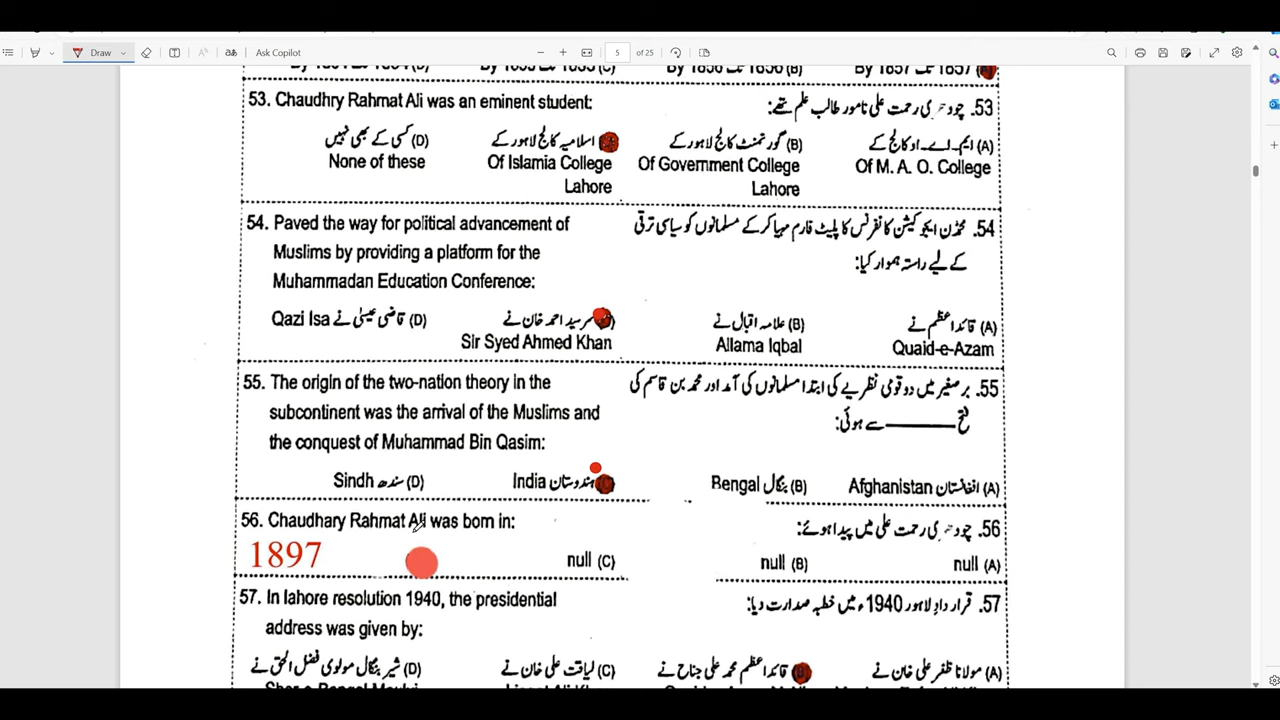 Draw
Ask Copilot
5 of 25
53. Chaudhry Rahmat Ali was an eminent student:
53. چودھری رحمت علی نامور طالب علم تھے:
(A) ایم۔اے۔او کالج کے
(B) گورنمنٹ کالج لاہور کے
اسلامیہ کالج لاہور کے
(D) کسی کے بھی نہیں
Of M. A. O. College
Of Government College
Lahore
Of Islamia College
Lahore
None of these
54. Paved the way for political advancement of
Muslims by providing a platform for the
Muhammadan Education Conference:
54. محمڈن ایجوکیشن کانفرنس کا پلیٹ فارم مہیا کرکے مسلمانوں کو سیاسی ترقی
کے لیے راستہ ہموار کیا:
(A) قائداعظم نے
(B) علامہ اقبال نے
سرسید احمد خان نے
(D) قاضی عیسیٰ نے Qazi Isa
Quaid-e-Azam
Allama Iqbal
Sir Syed Ahmed Khan
55. The origin of the two-nation theory in the
subcontinent was the arrival of the Muslims and
the conquest of Muhammad Bin Qasim:
55. برصغیر میں دو قومی نظریے کی ابتدا مسلمانوں کی آمد اور محمد بن قاسم کی
فتح ______ سے ہوئی:
(A) افغانستان Afghanistan
(B) بنگال Bengal
ہندوستان India
(D) سندھ Sindh
56. Chaudhary Rahmat Ali was born in:
56. چودھری رحمت علی میں پیدا ہوئے:
(A) null
(B) null
(C) null
1897
57. In lahore resolution 1940, the presidential
address was given by:
57. قرارداد لاہور 1940ء میں خطبہ صدارت دیا:
(A) مولانا ظفر علی خان نے
قائداعظم محمد علی جناح نے
(C) لیاقت علی خان نے
(D) شیر بنگال مولوی فضل الحق نے